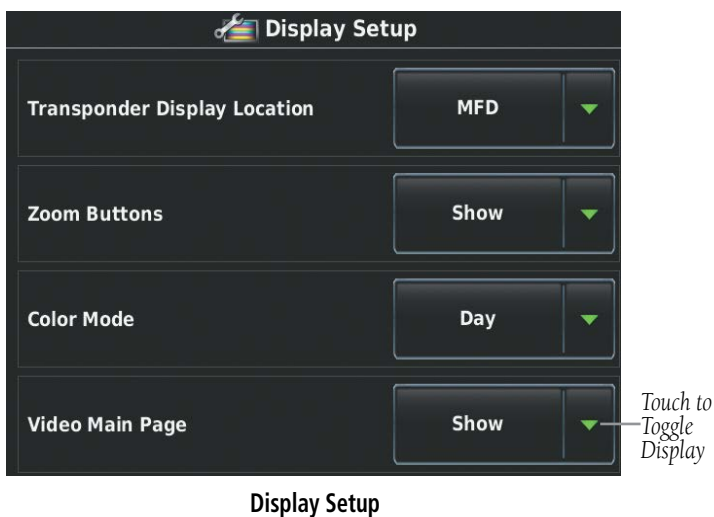 Display Setup
Transponder Display Location
MFD
Zoom Buttons
Show
Color Mode
Day
Video Main Page
Show
Touch to
Toggle
Display
Display Setup